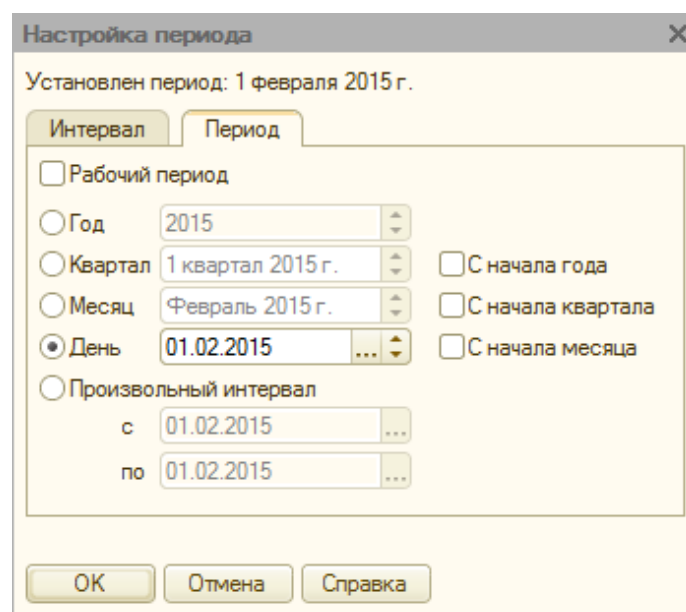 Настройка периода
Установлен период: 1 февраля 2015 г.
Интервал Период
Рабочий период
Год 2015
Квартал 1 квартал 2015 г. С начала года
Месяц Февраль 2015 г. С начала квартала
День 01.02.2015 ... С начала месяца
Произвольный интервал
с 01.02.2015 ...
по 01.02.2015 ...
OK Отмена Справка